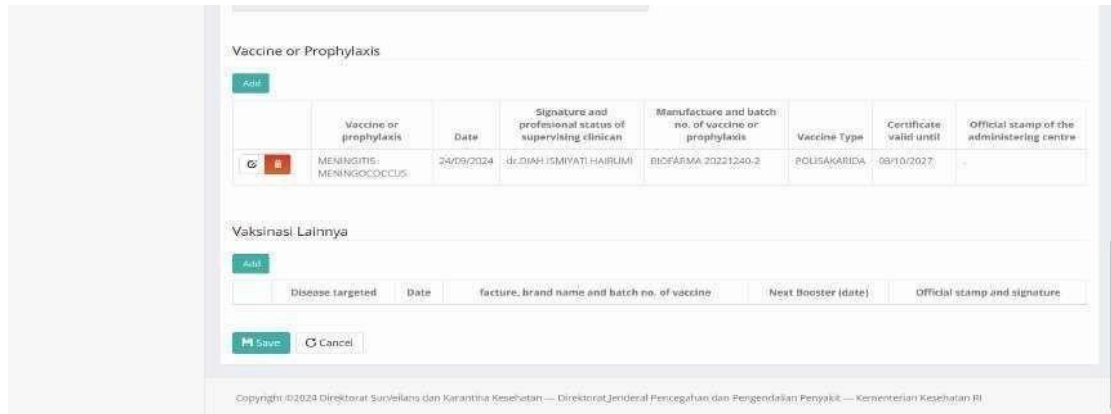 Vaccine or Prophylaxis
Add
Vaccine or prophylaxis Date Signature and profesional status of supervising clinican Manufacture and batch no. of vaccine or prophylaxis Vaccine Type Certificate valid until Official stamp of the administering centre
MENINGITIS MENINGOCOCCUS 24/09/2024 dr.DIAH ISMIYATI HAIRUMI BIOFARMA 20221240-2 POLISAKARIDA 08/10/2027 -
Vaksinasi Lainnya
Add
Disease targeted Date facture, brand name and batch no. of vaccine Next Booster (date) Official stamp and signature
Save Cancel
Copyright ©2024 Direktorat Surveilans dan Karantina Kesehatan — Direktorat Jenderal Pencegahan dan Pengendalian Penyakit — Kementerian Kesehatan RI